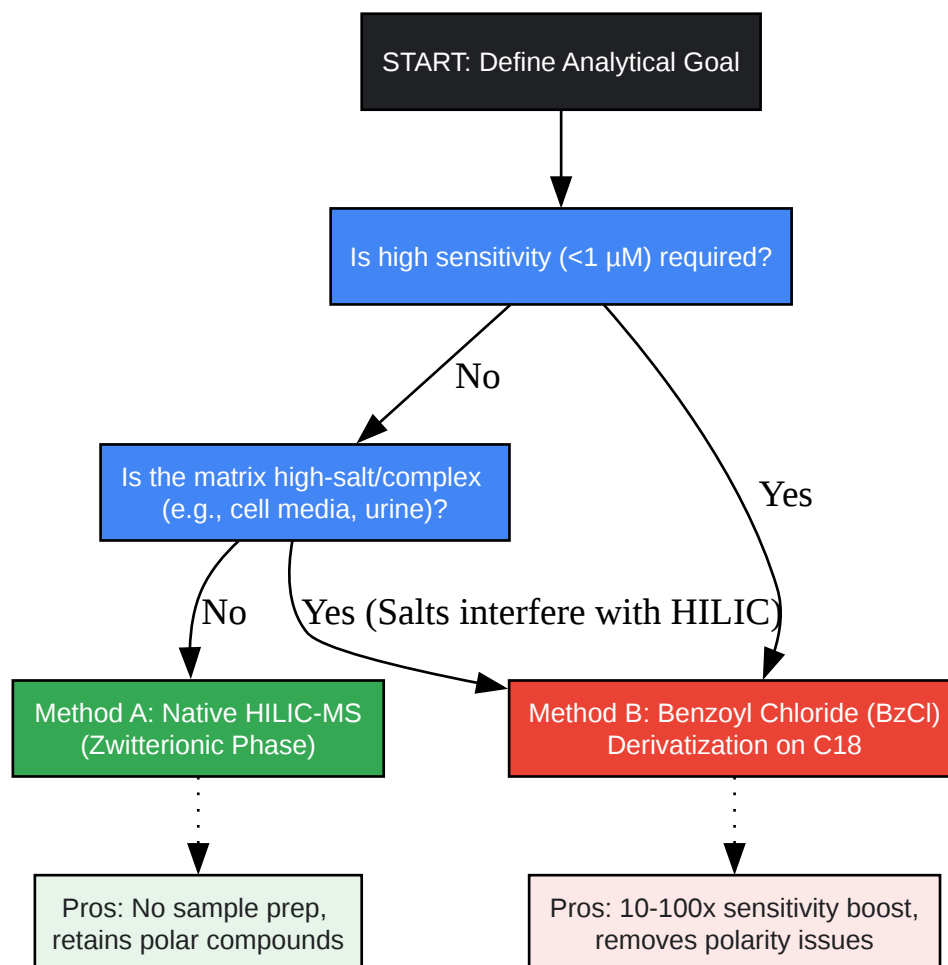 START: Define Analytical Goal
Is high sensitivity (<1 µM) required?
No
Yes
Is the matrix high-salt/complex
(e.g., cell media, urine)?
No
Yes (Salts interfere with HILIC)
Method A: Native HILIC-MS
(Zwitterionic Phase)
Method B: Benzoyl Chloride (BzCl)
Derivatization on C18
Pros: No sample prep,
retains polar compounds
Pros: 10-100x sensitivity boost,
removes polarity issues